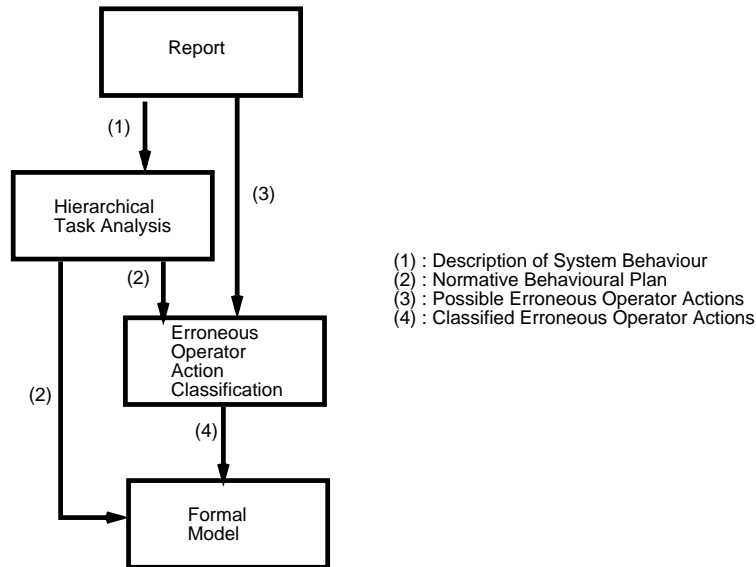 Report
(1)
(3)
Hierarchical
Task Analysis
(2)
Erroneous
Operator
Action
Classification
(2)
(4)
Formal
Model
(1) : Description of System Behaviour
(2) : Normative Behavioural Plan
(3) : Possible Erroneous Operator Actions
(4) : Classified Erroneous Operator Actions